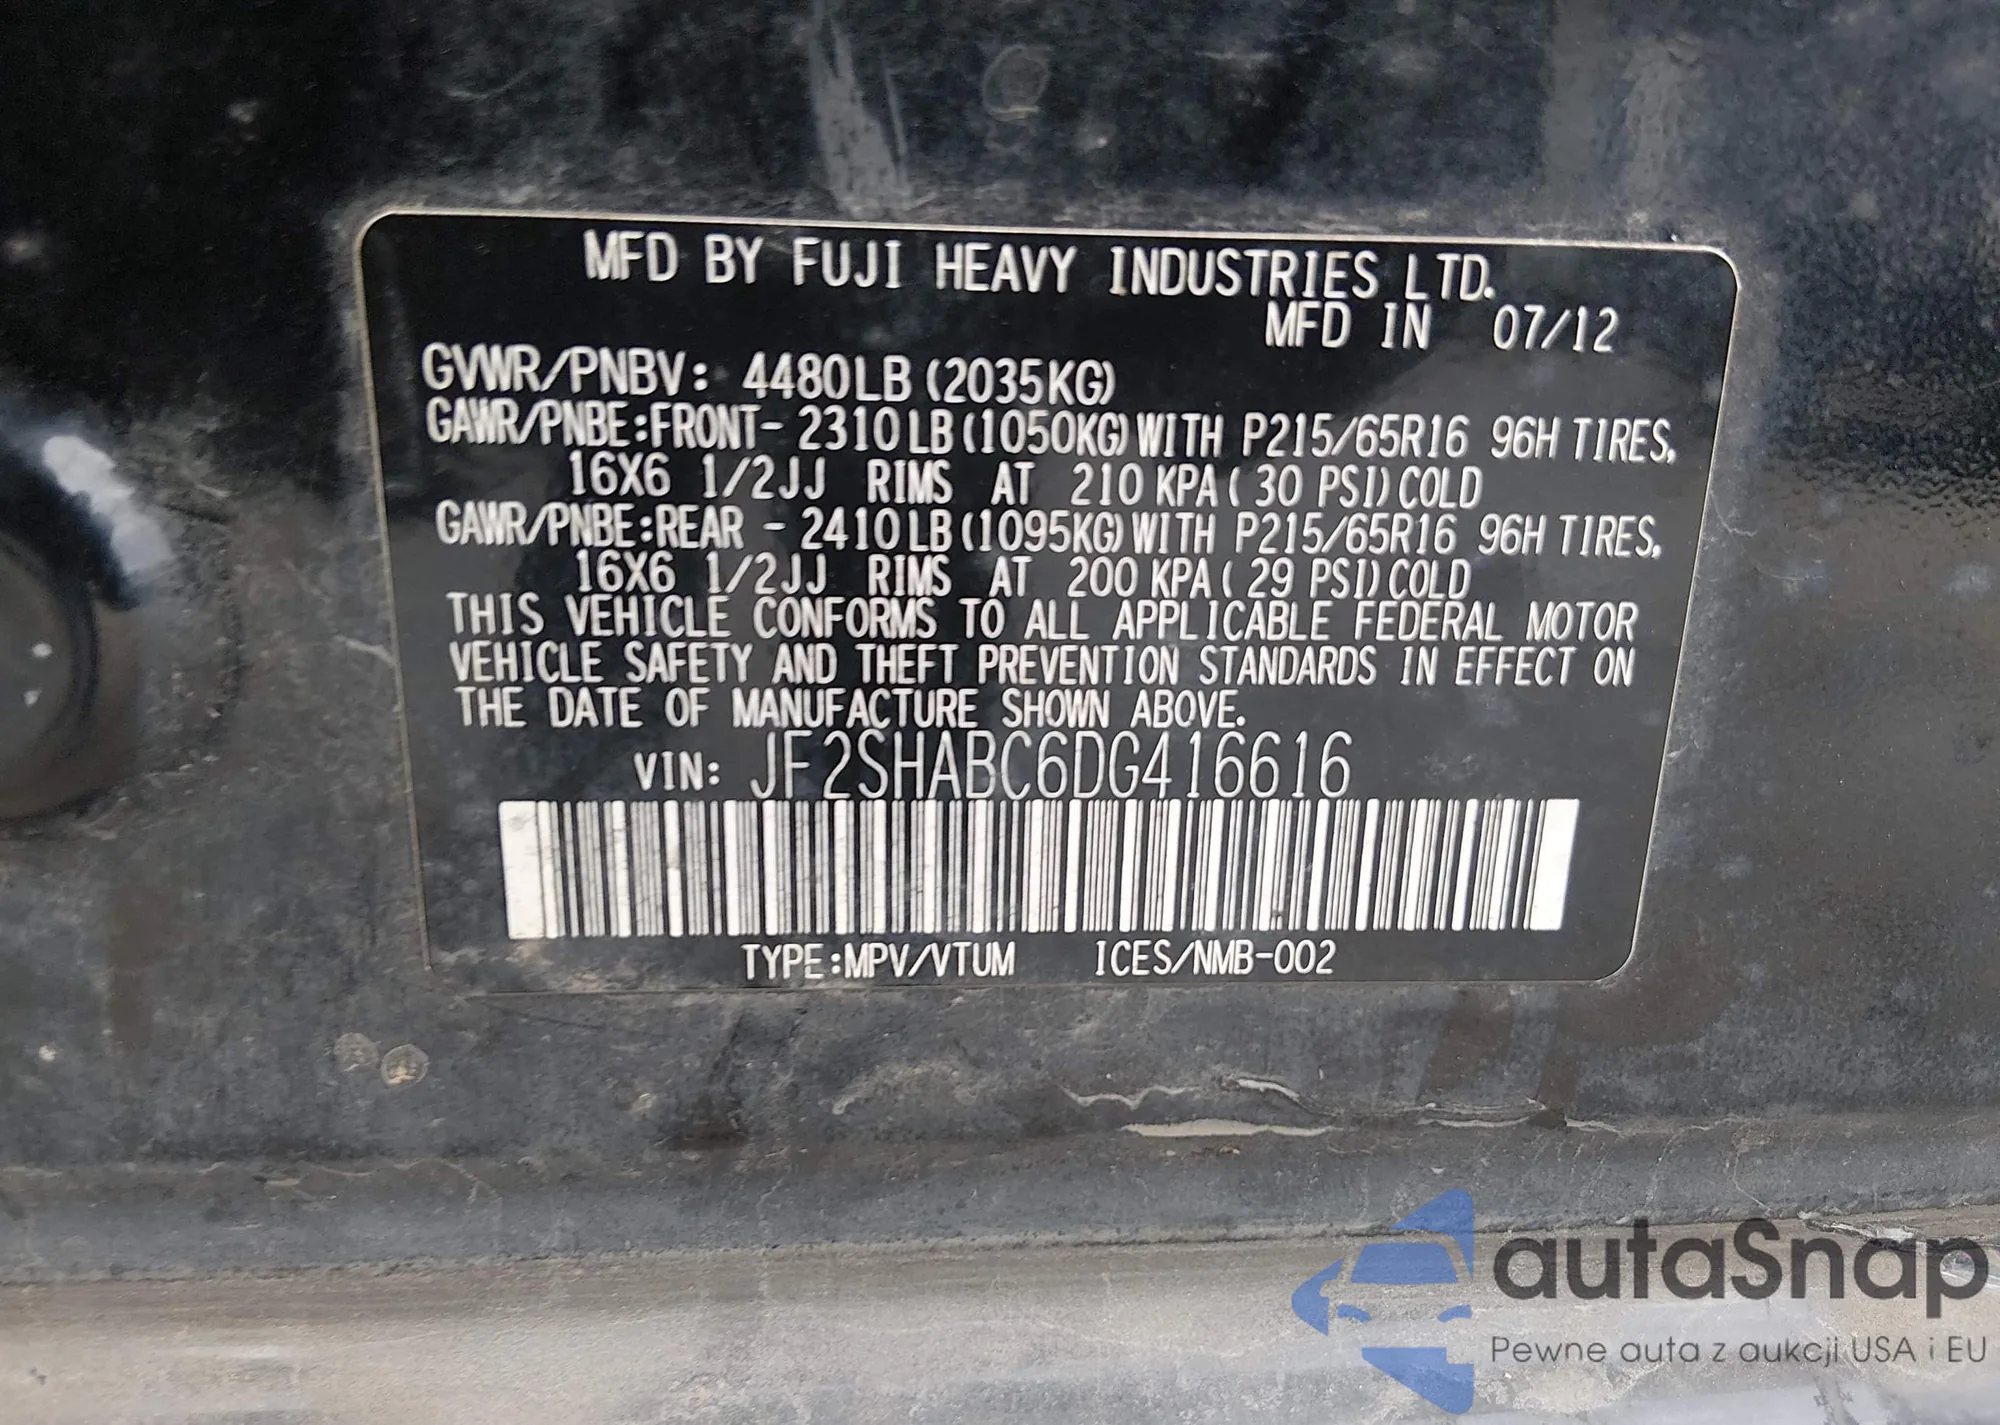 MFD BY FUJI HEAVY INDUSTRIES LTD.
MFD IN 07/12
GVWR/PNBV: 4480LB (2035KG)
GAWR/PNBE:FRONT- 2310LB (1050KG) WITH P215/65R16 96H TIRES,
16X6 1/2JJ RIMS AT 210 KPA ( 30 PSI) COLD
GAWR/PNBE:REAR - 2410LB (1095KG) WITH P215/65R16 96H TIRES,
16X6 1/2JJ RIMS AT 200 KPA ( 29 PSI) COLD
THIS VEHICLE CONFORMS TO ALL APPLICABLE FEDERAL MOTOR
VEHICLE SAFETY AND THEFT PREVENTION STANDARDS IN EFFECT ON
THE DATE OF MANUFACTURE SHOWN ABOVE.
VIN: JF2SHABC6DG416616
TYPE:MPV/VTUM ICES/NMB-002
autaSnap
Pewne auta z aukcji USA i EU